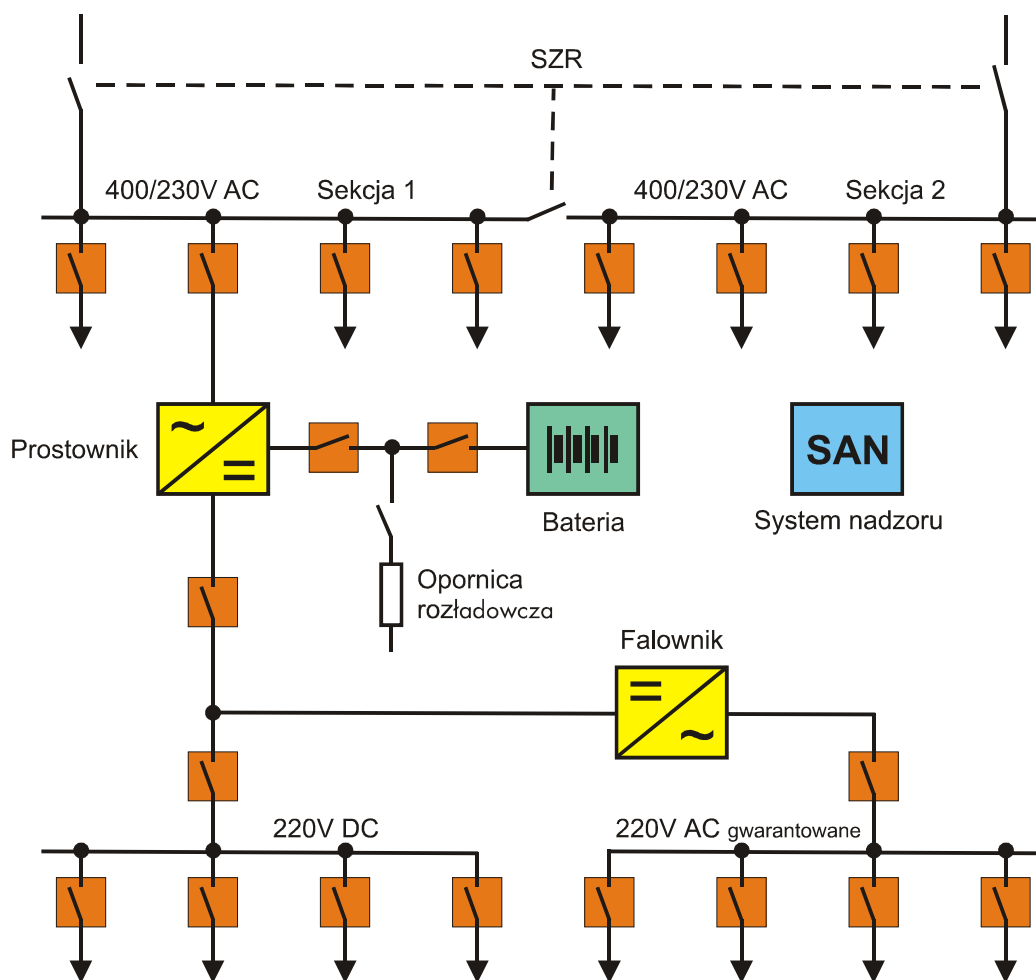 SZR
400/230V AC
Sekcja 1
400/230V AC
Sekcja 2
Prostownik
Bateria
SAN
System nadzoru
Opornica
rozładowcza
Falownik
220V DC
220V AC gwarantowane